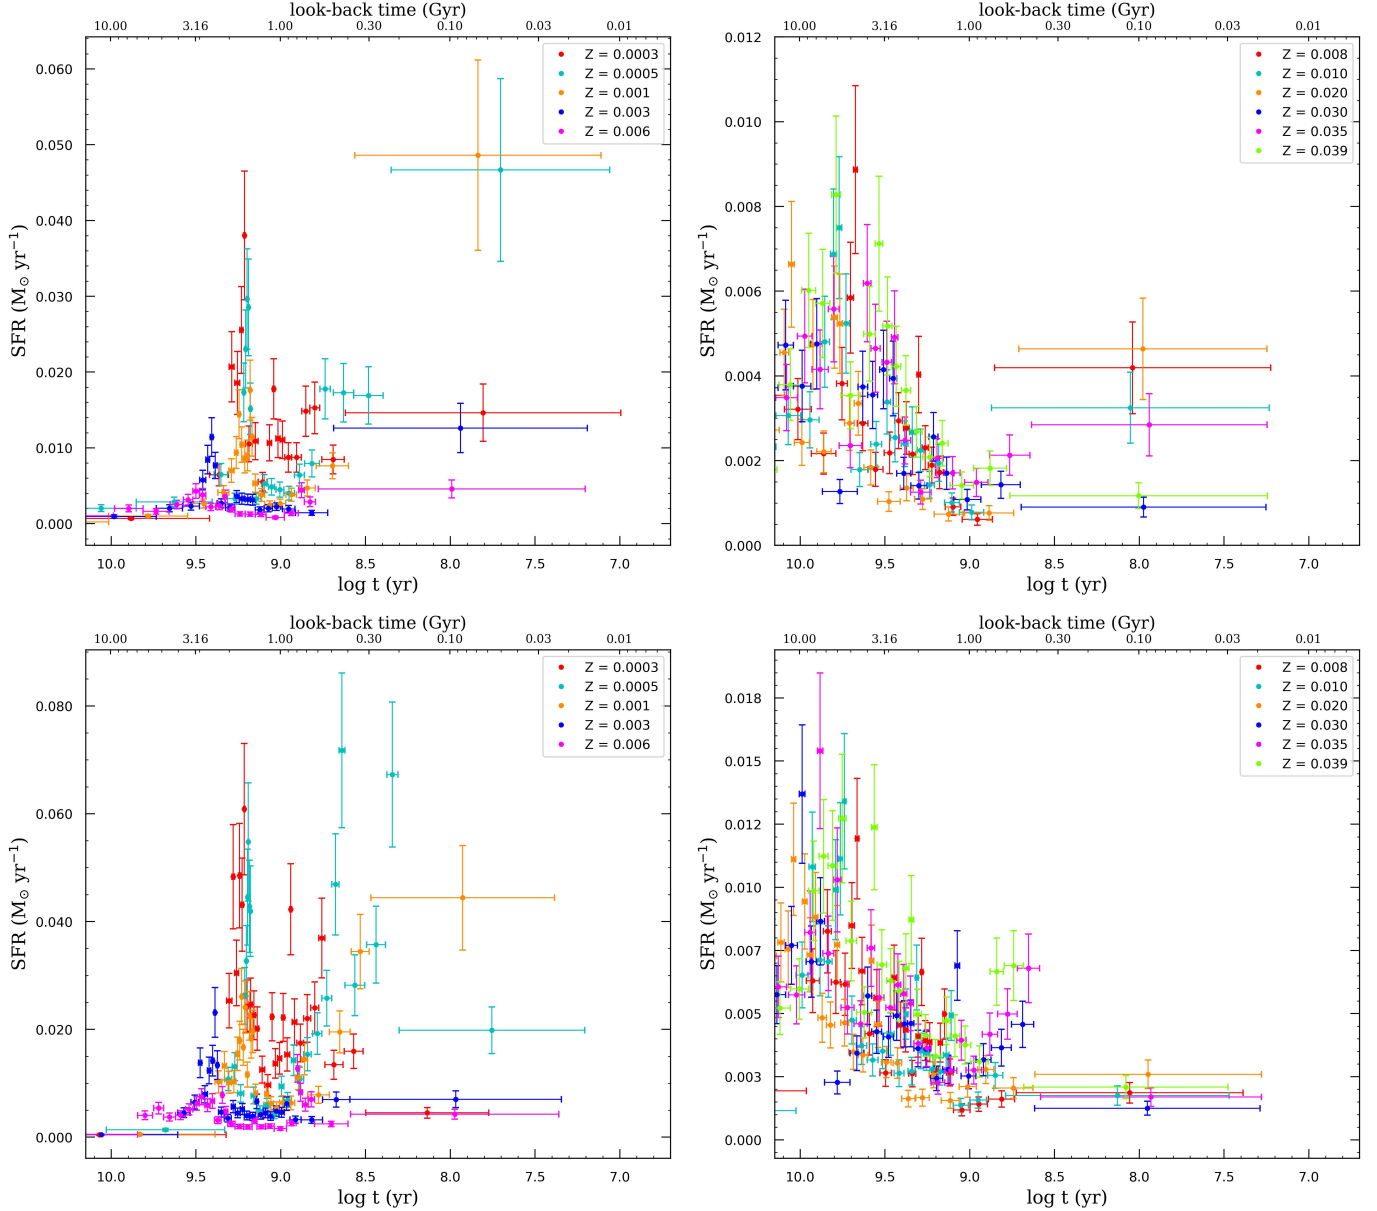 look-back time (Gyr)
10.00 3.16 1.00 0.30 0.10 0.03 0.01
0.060
0.050
0.040
0.030
0.020
0.010
0.000
SFR (M⊙ yr⁻¹)
Z = 0.0003
Z = 0.0005
Z = 0.001
Z = 0.003
Z = 0.006
10.0 9.5 9.0 8.5 8.0 7.5 7.0
log t (yr)
look-back time (Gyr)
10.00 3.16 1.00 0.30 0.10 0.03 0.01
0.012
0.010
0.008
0.006
0.004
0.002
0.000
SFR (M⊙ yr⁻¹)
Z = 0.008
Z = 0.010
Z = 0.020
Z = 0.030
Z = 0.035
Z = 0.039
10.0 9.5 9.0 8.5 8.0 7.5 7.0
log t (yr)
look-back time (Gyr)
10.00 3.16 1.00 0.30 0.10 0.03 0.01
0.080
0.060
0.040
0.020
0.000
SFR (M⊙ yr⁻¹)
Z = 0.0003
Z = 0.0005
Z = 0.001
Z = 0.003
Z = 0.006
10.0 9.5 9.0 8.5 8.0 7.5 7.0
log t (yr)
look-back time (Gyr)
10.00 3.16 1.00 0.30 0.10 0.03 0.01
0.018
0.015
0.012
0.010
0.007
0.005
0.003
0.000
SFR (M⊙ yr⁻¹)
Z = 0.008
Z = 0.010
Z = 0.020
Z = 0.030
Z = 0.035
Z = 0.039
10.0 9.5 9.0 8.5 8.0 7.5 7.0
log t (yr)